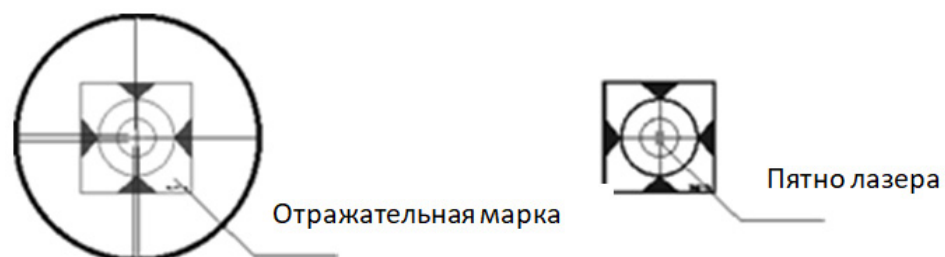 Отражательная марка
Пятно лазера